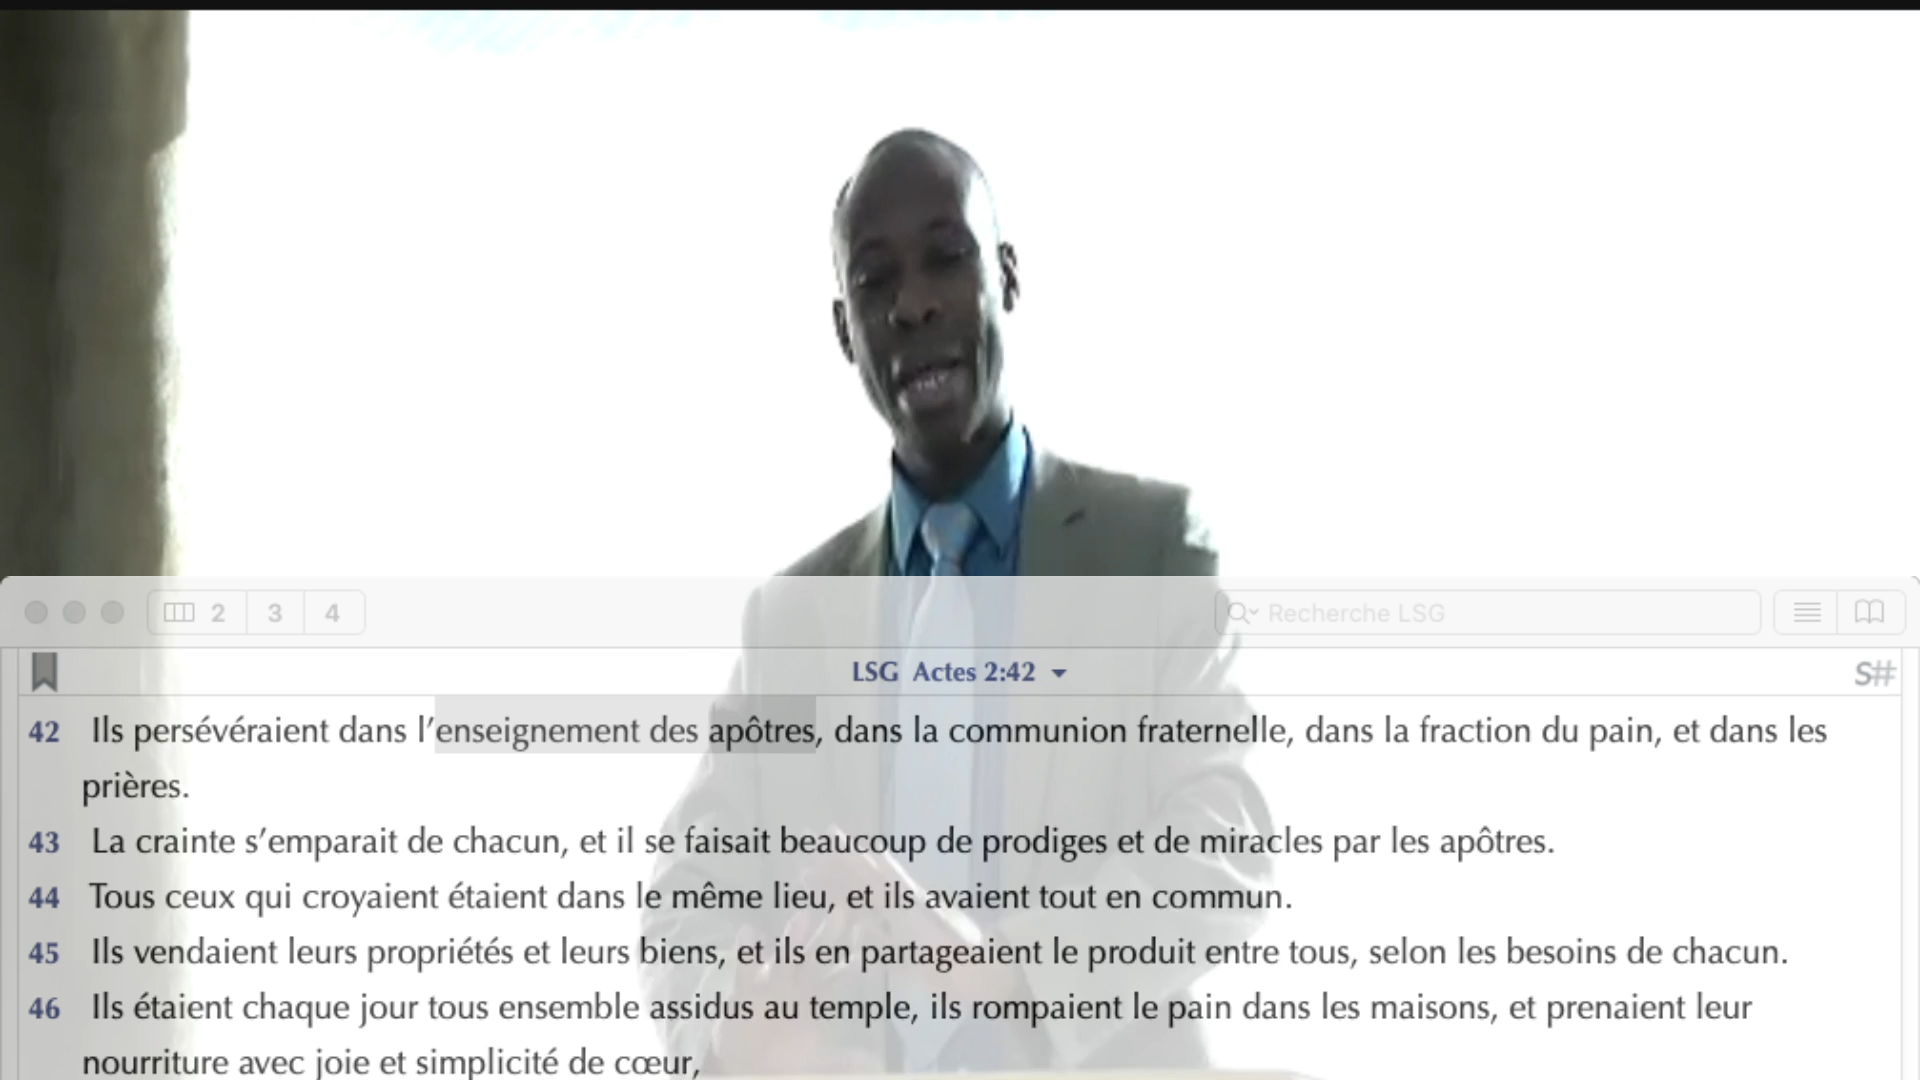 2 3 4 Recherche LSG
LSG Actes 2:42 S#
42 Ils persévéraient dans l’enseignement des apôtres, dans la communion fraternelle, dans la fraction du pain, et dans les
prières.
43 La crainte s’emparait de chacun, et il se faisait beaucoup de prodiges et de miracles par les apôtres.
44 Tous ceux qui croyaient étaient dans le même lieu, et ils avaient tout en commun.
45 Ils vendaient leurs propriétés et leurs biens, et ils en partageaient le produit entre tous, selon les besoins de chacun.
46 Ils étaient chaque jour tous ensemble assidus au temple, ils rompaient le pain dans les maisons, et prenaient leur
nourriture avec joie et simplicité de cœur,